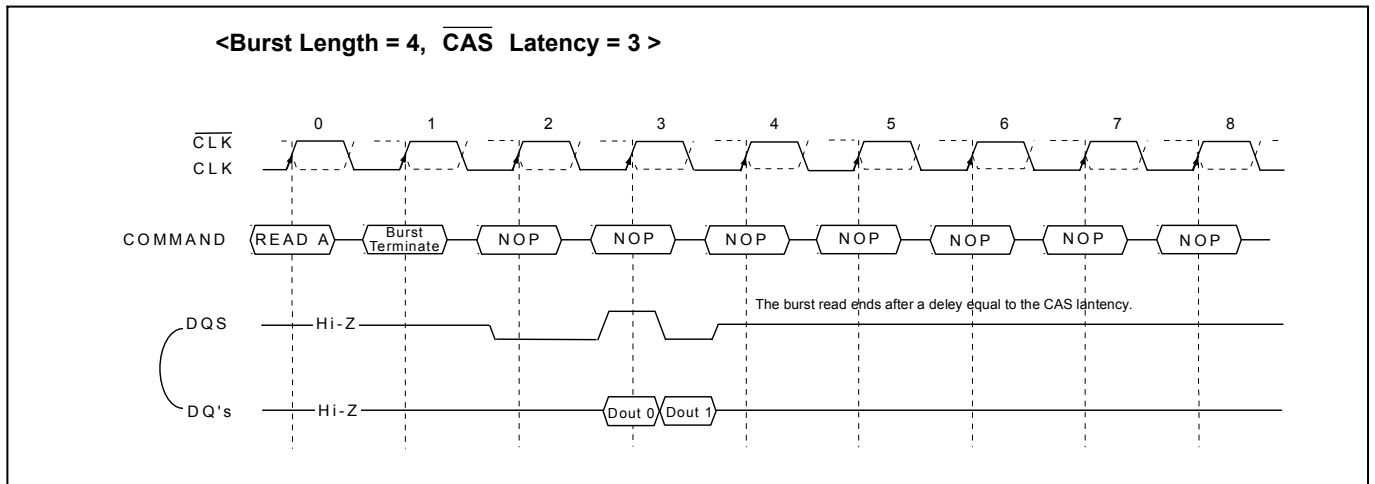 <Burst Length = 4, CAS Latency = 3 >
0 1 2 3 4 5 6 7 8
CLK
CLK
COMMAND READ A Burst Terminate NOP NOP NOP NOP NOP NOP NOP
The burst read ends after a deley equal to the CAS lantency.
DQS Hi-Z
DQ's Hi-Z Dout 0 Dout 1